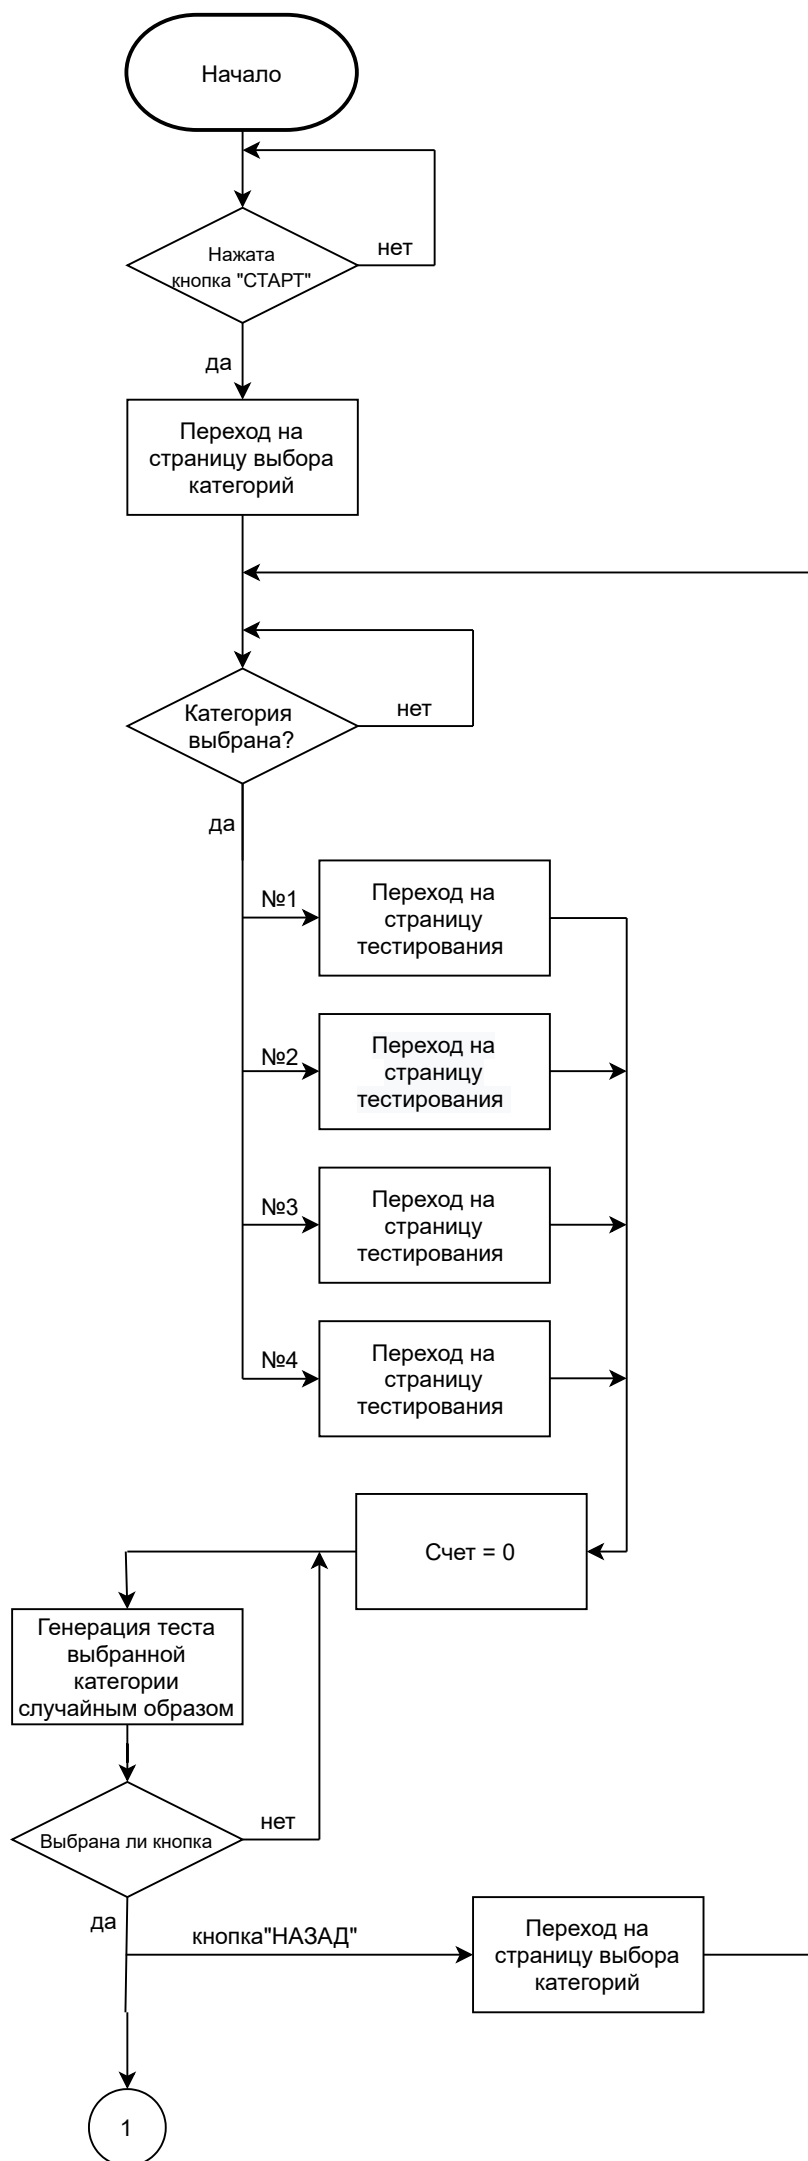 Начало
Нажата
кнопка "СТАРТ"
нет
да
Переход на
страницу выбора
категорий
Категория
выбрана?
нет
да
№1
Переход на
страницу
тестирования
№2
Переход на
страницу
тестирования
№3
Переход на
страницу
тестирования
№4
Переход на
страницу
тестирования
Счет = 0
Генерация теста
выбранной
категории
случайным образом
Выбрана ли кнопка
нет
да
кнопка"НАЗАД"
Переход на
страницу выбора
категорий
1